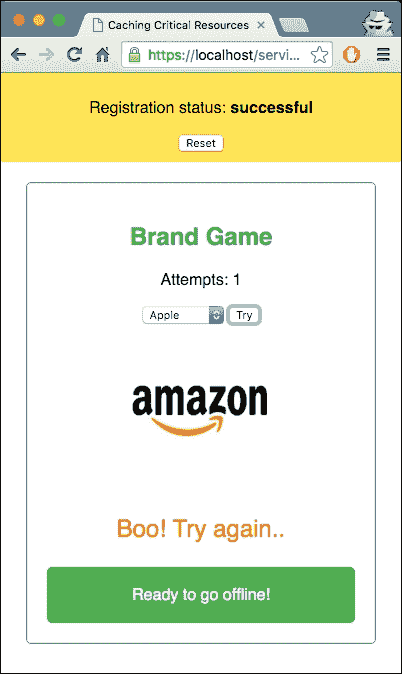 Caching Critical Resources
https://localhost/servi...
Registration status: successful
Reset
Brand Game
Attempts: 1
Apple Try
amazon
Boo! Try again..
Ready to go offline!